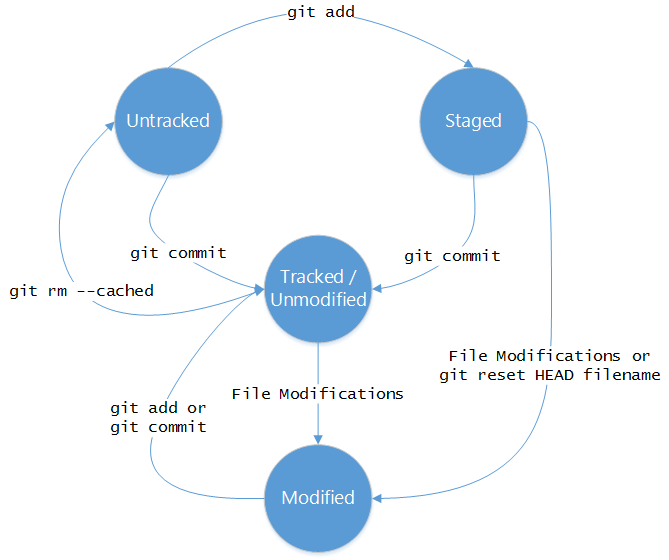 git add
Untracked
Staged
git commit
git commit
Tracked /
Unmodified
git rm --cached
File Modifications or
git reset HEAD filename
File Modifications
git add or
git commit
Modified